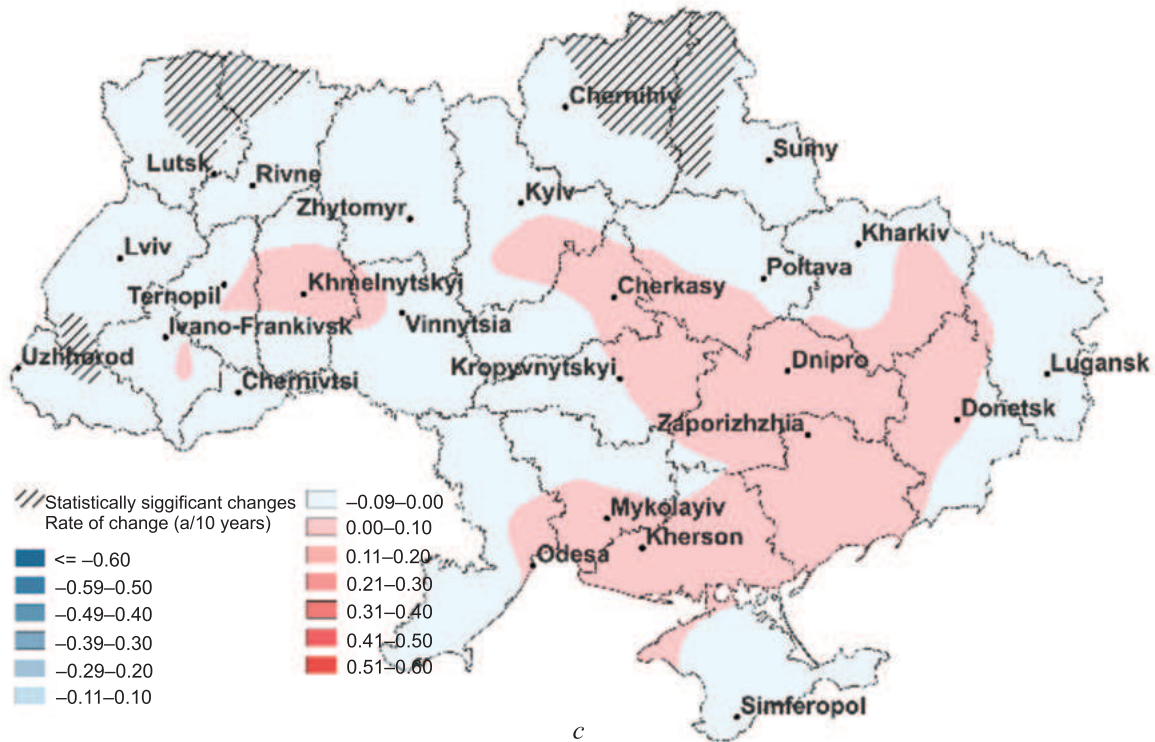 Chernihiv
Sumy
Lutsk
Rivne
Kyiv
Zhytomyr
Lviv
Kharkiv
Poltava
Ternopil
Khmelnytskyi
Cherkasy
Ivano-Frankivsk
Vinnytsia
Uzhhorod
Chernivtsi
Kropyvnytskyi
Dnipro
Lugansk
Donetsk
Zaporizhzhia
Mykolayiv
Kherson
Odesa
Simferopol
Statistically siggificant changes
Rate of change (a/10 years)
<= –0.60
–0.59–0.50
–0.49–0.40
–0.39–0.30
–0.29–0.20
–0.11–0.10
–0.09–0.00
0.00–0.10
0.11–0.20
0.21–0.30
0.31–0.40
0.41–0.50
0.51–0.60
c